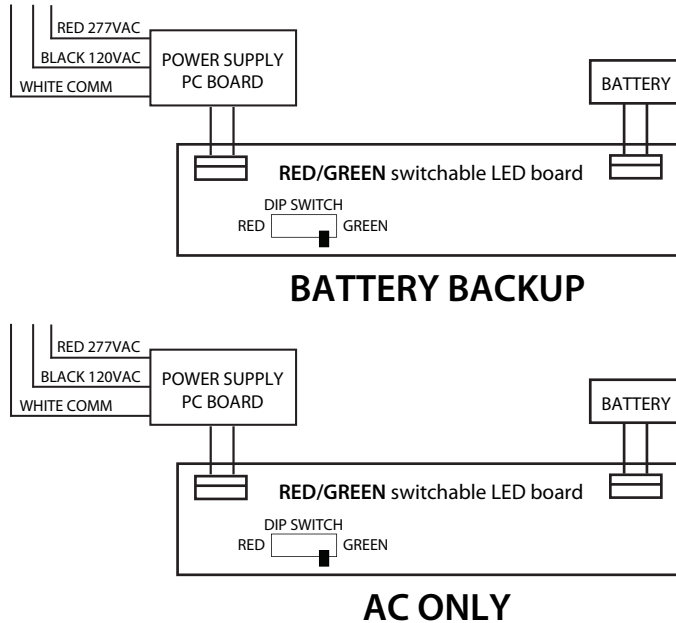 RED 277VAC
BLACK 120VAC
WHITE COMM
POWER SUPPLY
PC BOARD
BATTERY
RED/GREEN switchable LED board
DIP SWITCH
RED GREEN
BATTERY BACKUP
RED 277VAC
BLACK 120VAC
WHITE COMM
POWER SUPPLY
PC BOARD
BATTERY
RED/GREEN switchable LED board
DIP SWITCH
RED GREEN
AC ONLY